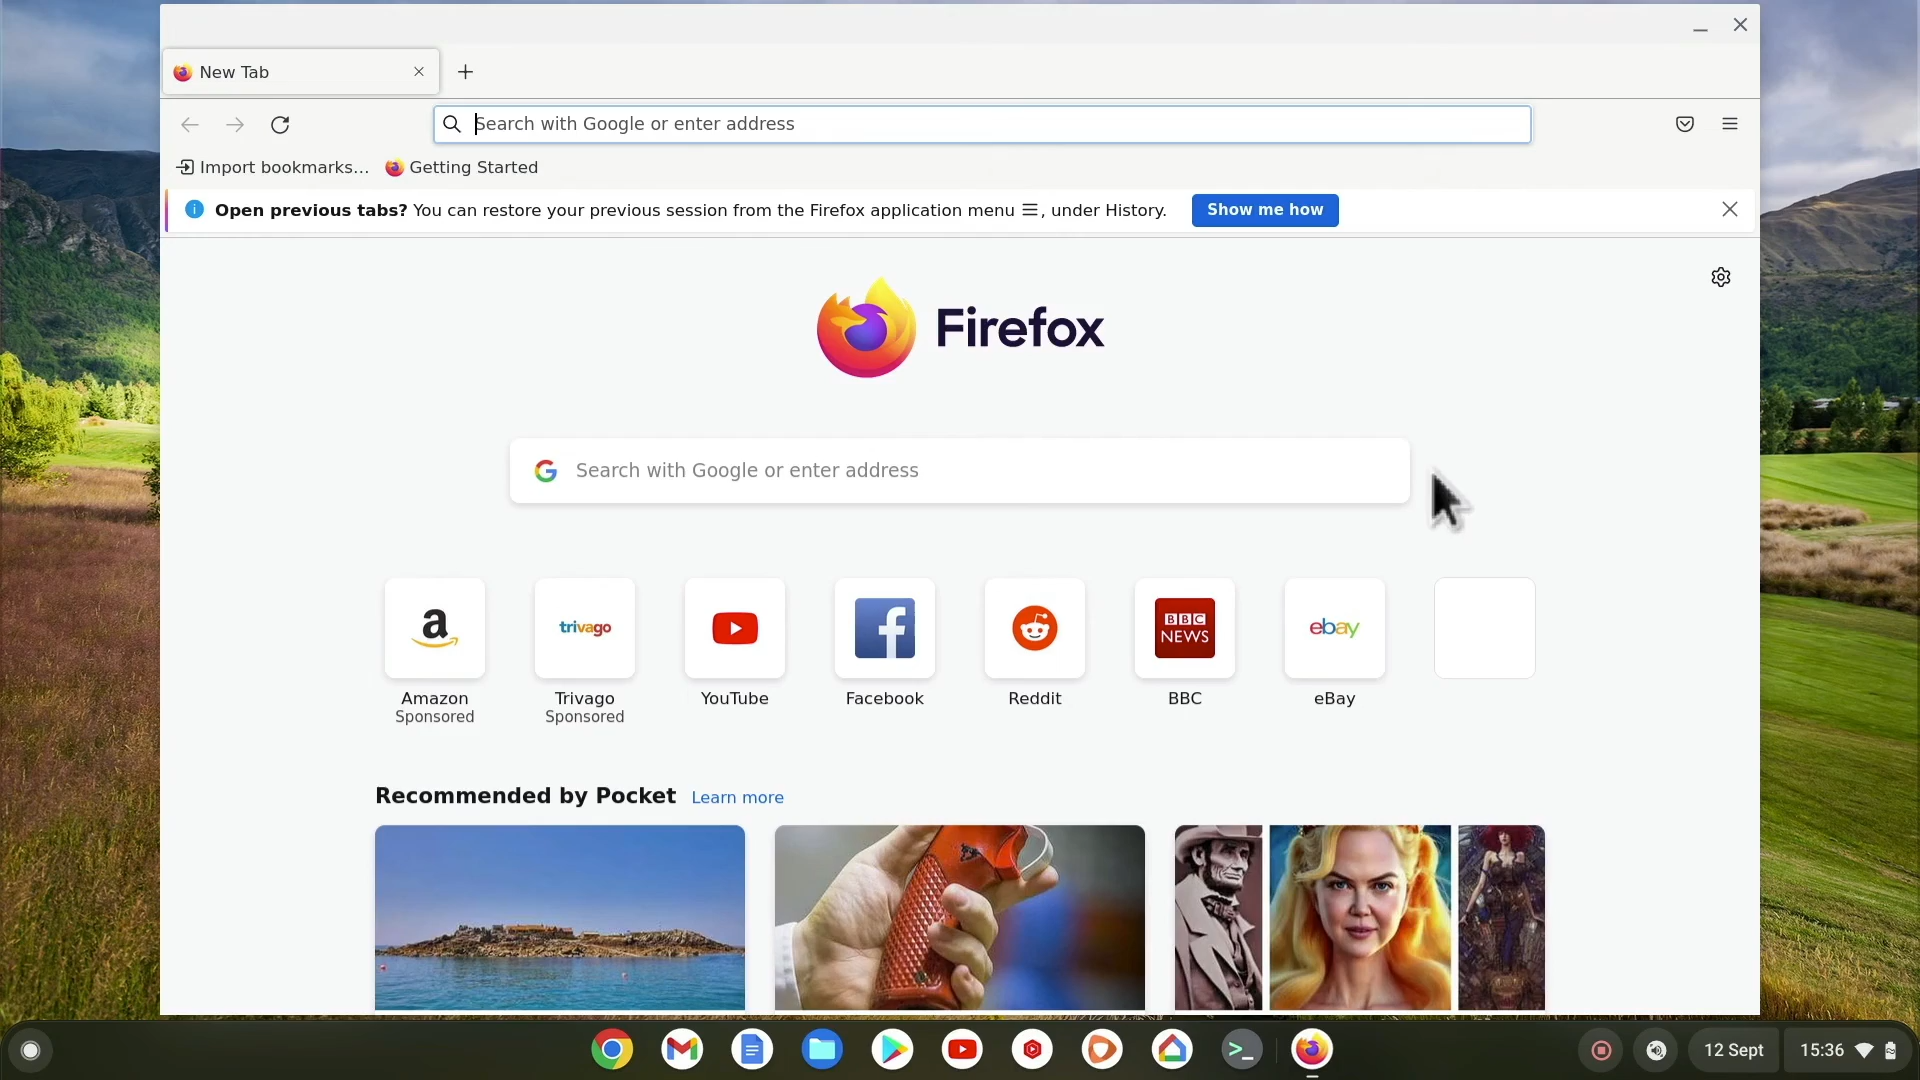 New Tab
Search with Google or enter address
Import bookmarks...
Getting Started
Open previous tabs? You can restore your previous session from the Firefox application menu ☰, under History.
Show me how
Firefox
Search with Google or enter address
a
trivago
BBC
NEWS
ebay
Amazon
Sponsored
Trivago
Sponsored
YouTube
Facebook
Reddit
BBC
eBay
Recommended by Pocket
Learn more
12 Sept
15:36